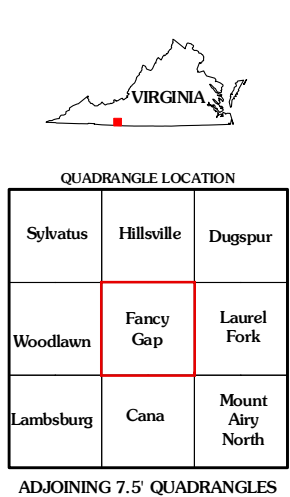 VIRGINIA
QUADRANGLE LOCATION
Sylvatus
Hillsville
Dugspur
Woodlawn
Fancy
Gap
Laurel
Fork
Lambsburg
Cana
Mount
Airy
North
ADJOINING 7.5' QUADRANGLES